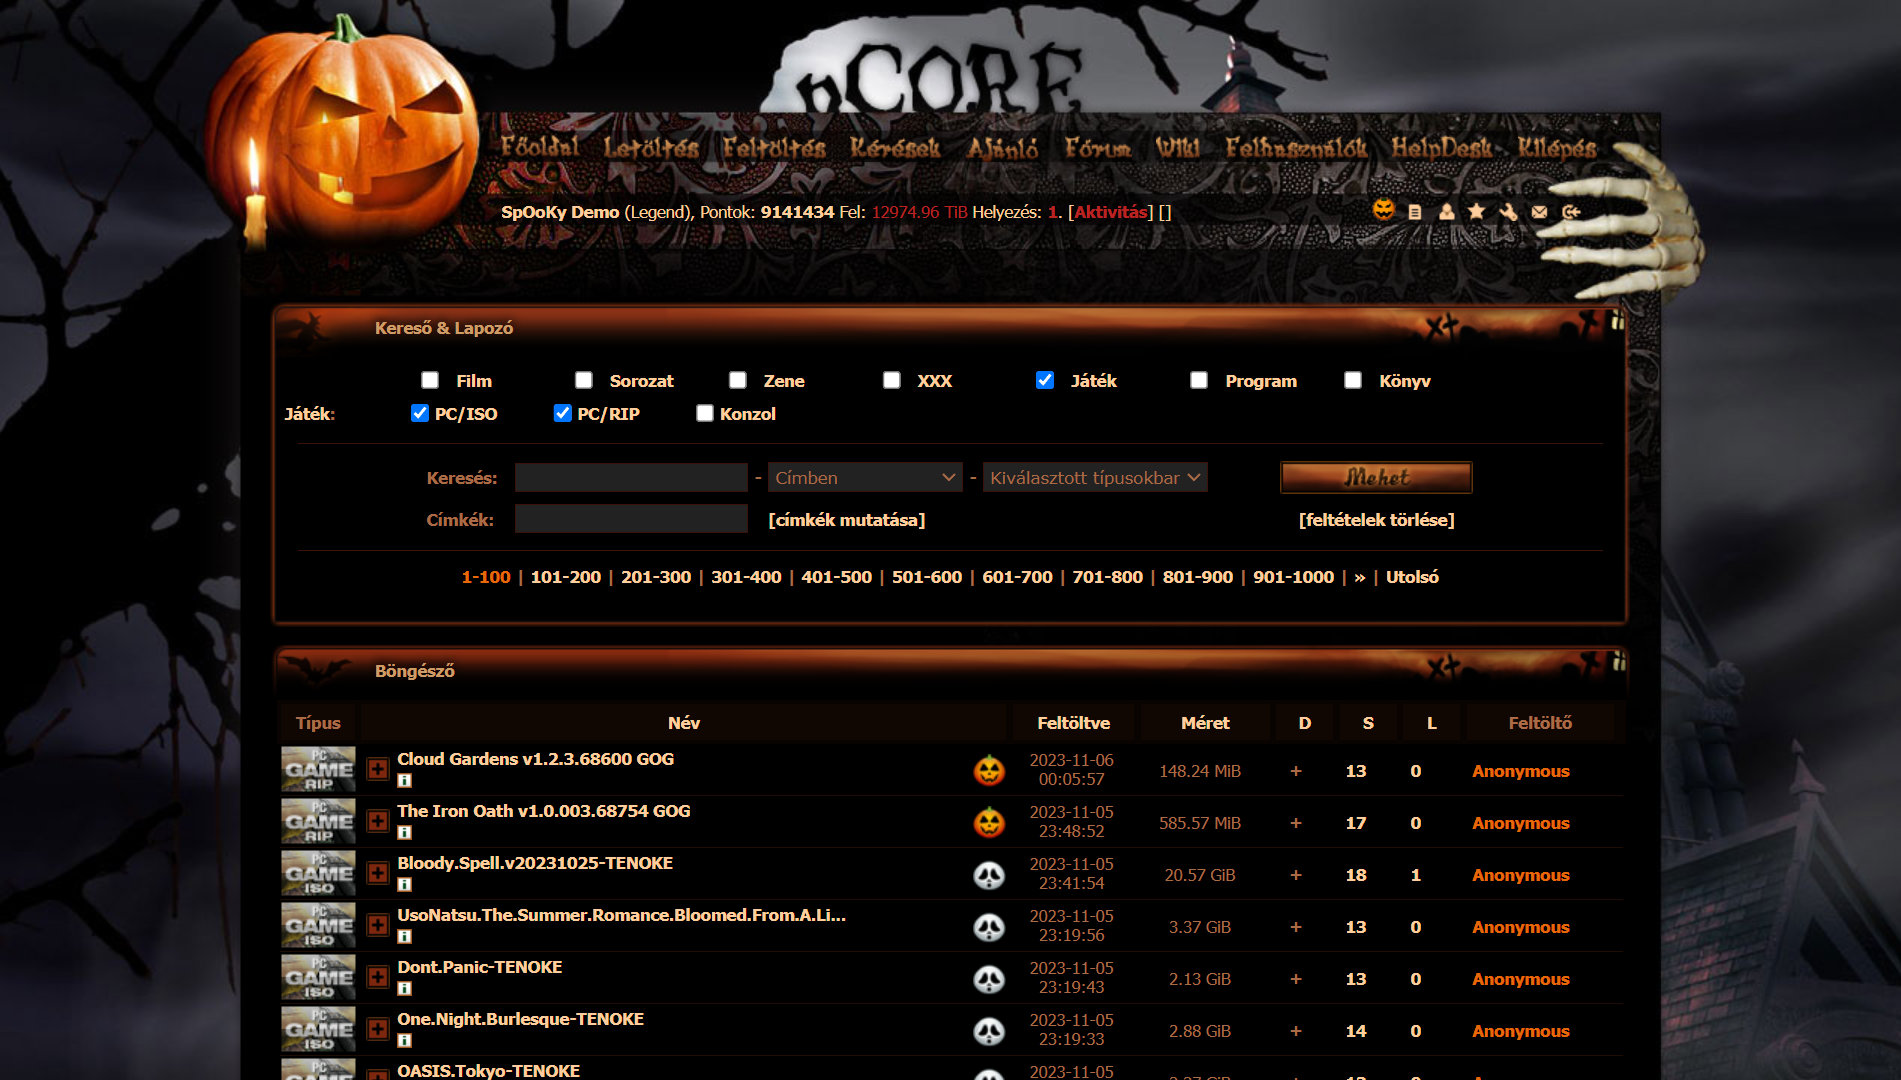 nCORE
Főoldal Letöltés Feltöltés Kérések Ajánló Fórum Wiki Felhasználók HelpDesk Kilépés
SpOoKy Demo (Legend), Pontok: 9141434 Fel: 12974.96 TiB Helyezés: 1. [Aktivitás] []
Kereső & Lapozó
Film Sorozat Zene XXX Játék Program Könyv
Játék: PC/ISO PC/RIP Konzol
Keresés: - Címben - Kiválasztott típusokbar Mehet
Címkék: [címkék mutatása] [feltételek törlése]
1-100 | 101-200 | 201-300 | 301-400 | 401-500 | 501-600 | 601-700 | 701-800 | 801-900 | 901-1000 | » | Utolsó
Böngésző
Típus Név Feltöltve Méret D S L Feltöltő
PC GAME RIP Cloud Gardens v1.2.3.68600 GOG 2023-11-06 00:05:57 148.24 MiB + 13 0 Anonymous
PC GAME RIP The Iron Oath v1.0.003.68754 GOG 2023-11-05 23:48:52 585.57 MiB + 17 0 Anonymous
PC GAME ISO Bloody.Spell.v20231025-TENOKE 2023-11-05 23:41:54 20.57 GiB + 18 1 Anonymous
PC GAME ISO UsoNatsu.The.Summer.Romance.Bloomed.From.A.Li... 2023-11-05 23:19:56 3.37 GiB + 13 0 Anonymous
PC GAME ISO Dont.Panic-TENOKE 2023-11-05 23:19:43 2.13 GiB + 13 0 Anonymous
PC GAME ISO One.Night.Burlesque-TENOKE 2023-11-05 23:19:33 2.88 GiB + 14 0 Anonymous
PC GAME OASIS.Tokyo-TENOKE 2023-11-05